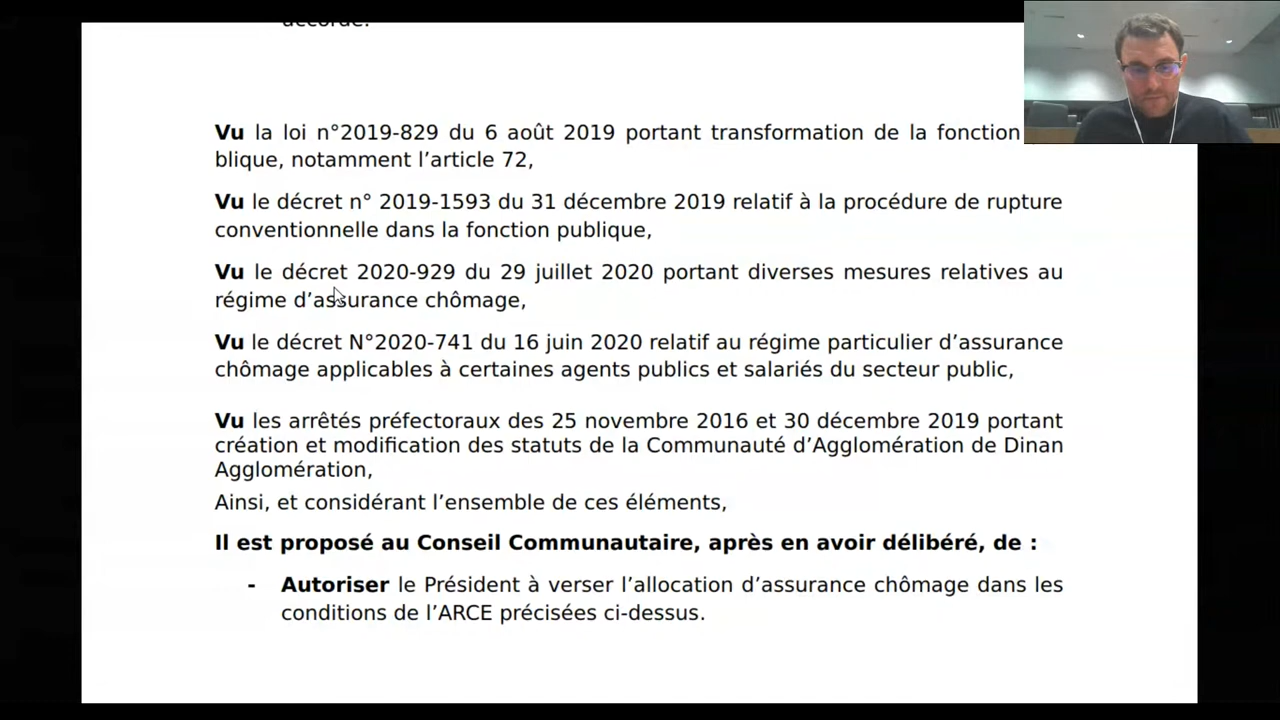 accordé.
Vu la loi n°2019-829 du 6 août 2019 portant transformation de la fonction
blique, notamment l’article 72,
Vu le décret n° 2019-1593 du 31 décembre 2019 relatif à la procédure de rupture
conventionnelle dans la fonction publique,
Vu le décret 2020-929 du 29 juillet 2020 portant diverses mesures relatives au
régime d’assurance chômage,
Vu le décret N°2020-741 du 16 juin 2020 relatif au régime particulier d’assurance
chômage applicables à certaines agents publics et salariés du secteur public,
Vu les arrêtés préfectoraux des 25 novembre 2016 et 30 décembre 2019 portant
création et modification des statuts de la Communauté d’Agglomération de Dinan
Agglomération,
Ainsi, et considérant l’ensemble de ces éléments,
Il est proposé au Conseil Communautaire, après en avoir délibéré, de :
- Autoriser le Président à verser l’allocation d’assurance chômage dans les
conditions de l’ARCE précisées ci-dessus.